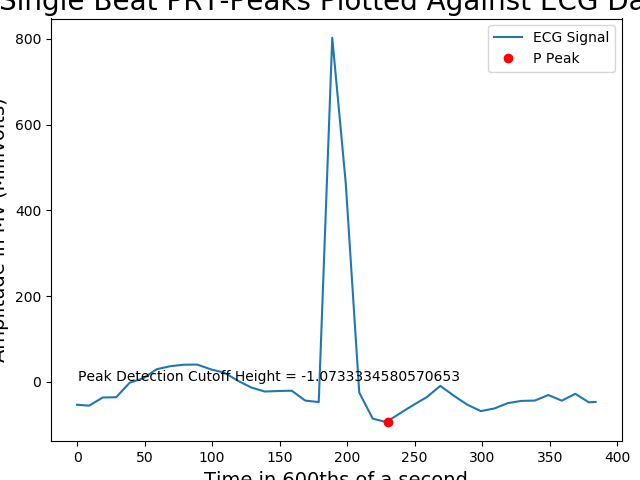 Single Beat PRT-Peaks Plotted Against ECG Da
ECG Signal
P Peak
Amplitude in MV (Millivolts)
800
600
400
200
0
Peak Detection Cutoff Height = -1.0733334580570653
0 50 100 150 200 250 300 350 400
Time in 600ths of a second